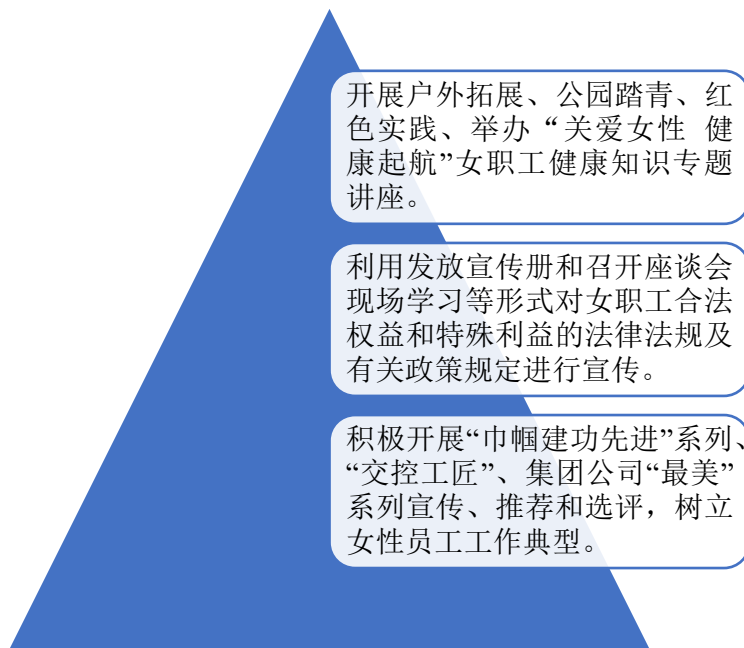 开展户外拓展、公园踏青、红
色实践、举办“关爱女性 健
康起航”女职工健康知识专题
讲座。
利用发放宣传册和召开座谈会
现场学习等形式对女职工合法
权益和特殊利益的法律法规及
有关政策规定进行宣传。
积极开展“巾帼建功先进”系列、
“交控工匠”、集团公司“最美”
系列宣传、推荐和选评，树立
女性员工工作典型。